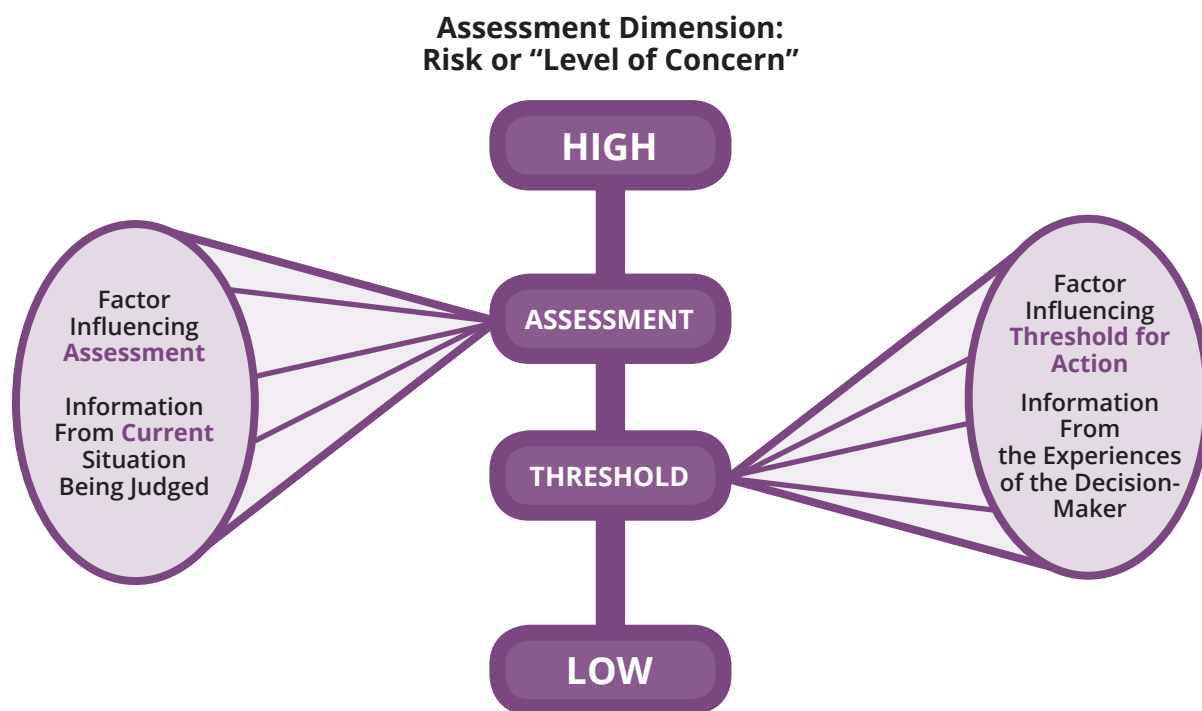 Assessment Dimension:
Risk or “Level of Concern”
HIGH
Factor
Influencing
Assessment
Information
From Current
Situation
Being Judged
ASSESSMENT
THRESHOLD
Factor
Influencing
Threshold for
Action
Information
From
the Experiences
of the Decision-
Maker
LOW